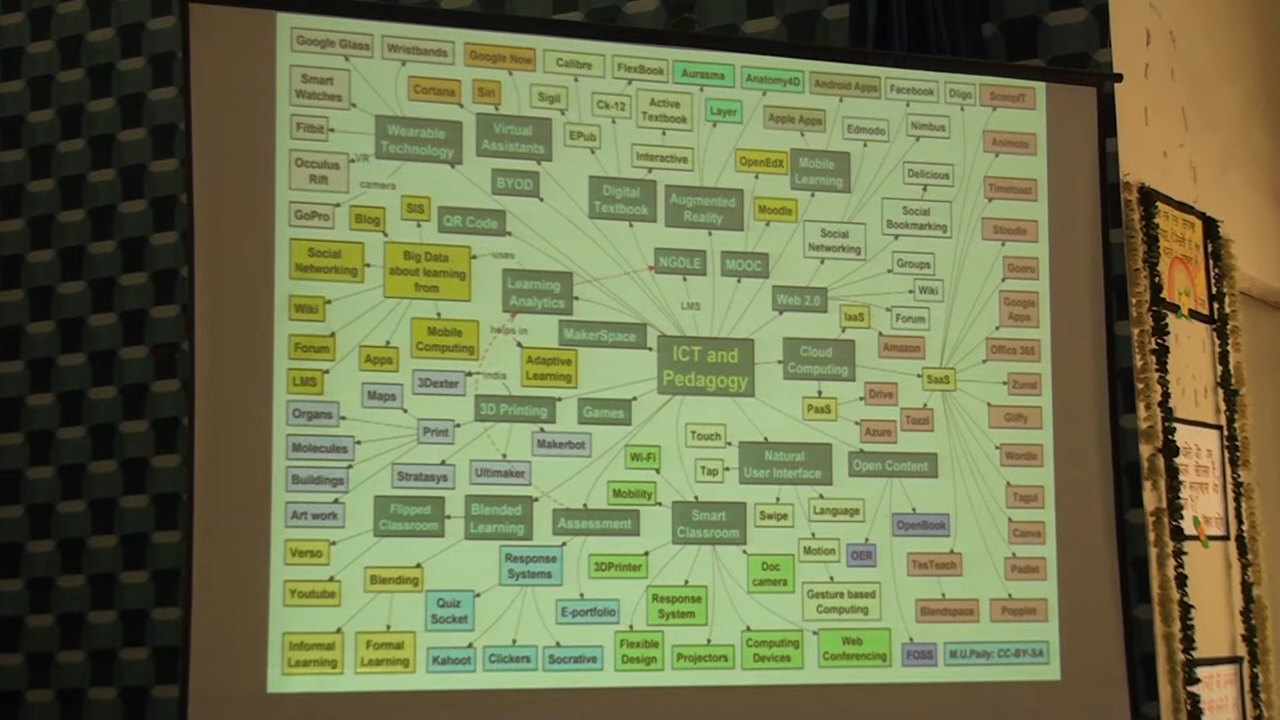 Google Glass
Wristbands
Google Now
Calibre
FlexBook
Aurasma
Anatomy4D
Android Apps
Facebook
Diigo
ScoopIT
Smart
Watches
Cortana
Siri
Sigil
Ck-12
Active
Textbook
Layer
Apple Apps
Edmodo
Nimbus
Animoto
Fitbit
Wearable
Technology
Virtual
Assistants
EPub
Interactive
OpenEdX
Mobile
Learning
Delicious
Timetoast
Occulus
Rift
VR
camera
BYOD
Digital
Textbook
Augmented
Reality
Moodle
Social
Networking
Social
Bookmarking
Stoodle
GoPro
Blog
SIS
QR Code
Social
Networking
Big Data
about learning
from
uses
Learning
Analytics
NGDLE
MOOC
Groups
Gooru
LMS
Web 2.0
Wiki
Google
Apps
Wiki
helps in
MakerSpace
IaaS
Forum
Forum
Apps
Mobile
Computing
Adaptive
Learning
ICT and
Pedagogy
Cloud
Computing
Amazon
Office 365
LMS
3Dexter
India
SaaS
Zunal
Maps
Drive
Organs
3D Printing
Games
PaaS
Tozzi
Gliffy
Print
Makerbot
Touch
Azure
Molecules
Wi-Fi
Natural
User Interface
Open Content
Wordle
Buildings
Stratasys
Ultimaker
Tap
Mobility
Tagul
Art work
Flipped
Classroom
Blended
Learning
Assessment
Smart
Classroom
Swipe
Language
OpenBook
Canva
Verso
Response
Systems
3DPrinter
Doc
camera
Motion
OER
TesTeach
Padlet
Youtube
Blending
Quiz
Socket
E-portfolio
Response
System
Gesture based
Computing
Blendspace
Popplet
Informal
Learning
Formal
Learning
Kahoot
Clickers
Socrative
Flexible
Design
Projectors
Computing
Devices
Web
Conferencing
FOSS
M.U.Paily: CC-BY-SA